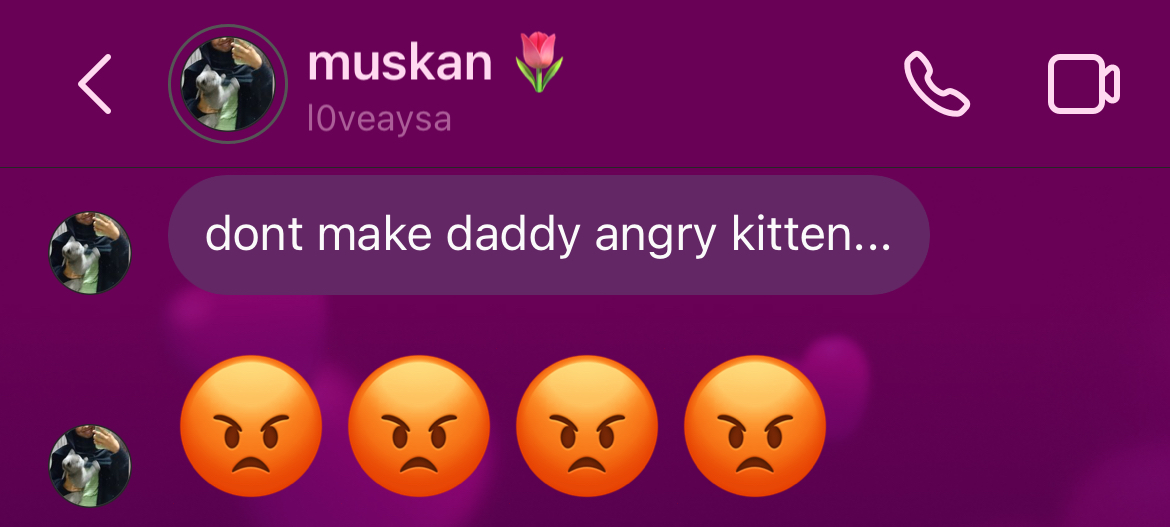 muskan 🌷
l0veaysa
dont make daddy angry kitten...
😡😡😡😡